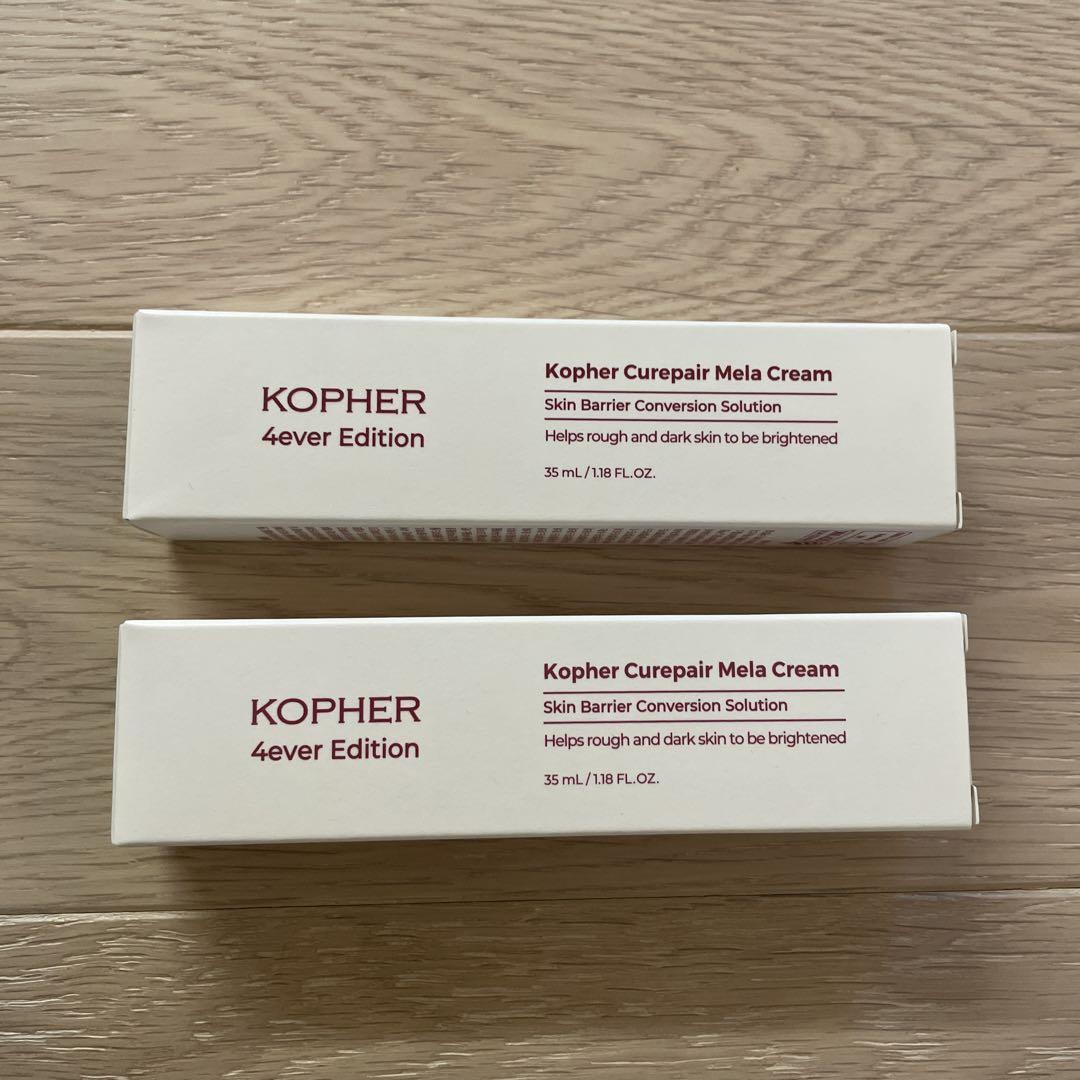 KOPHER
4ever Edition
Kopher Curepair Mela Cream
Skin Barrier Conversion Solution
Helps rough and dark skin to be brightened
35 mL / 1.18 FL.OZ.
KOPHER
4ever Edition
Kopher Curepair Mela Cream
Skin Barrier Conversion Solution
Helps rough and dark skin to be brightened
35 mL / 1.18 FL.OZ.